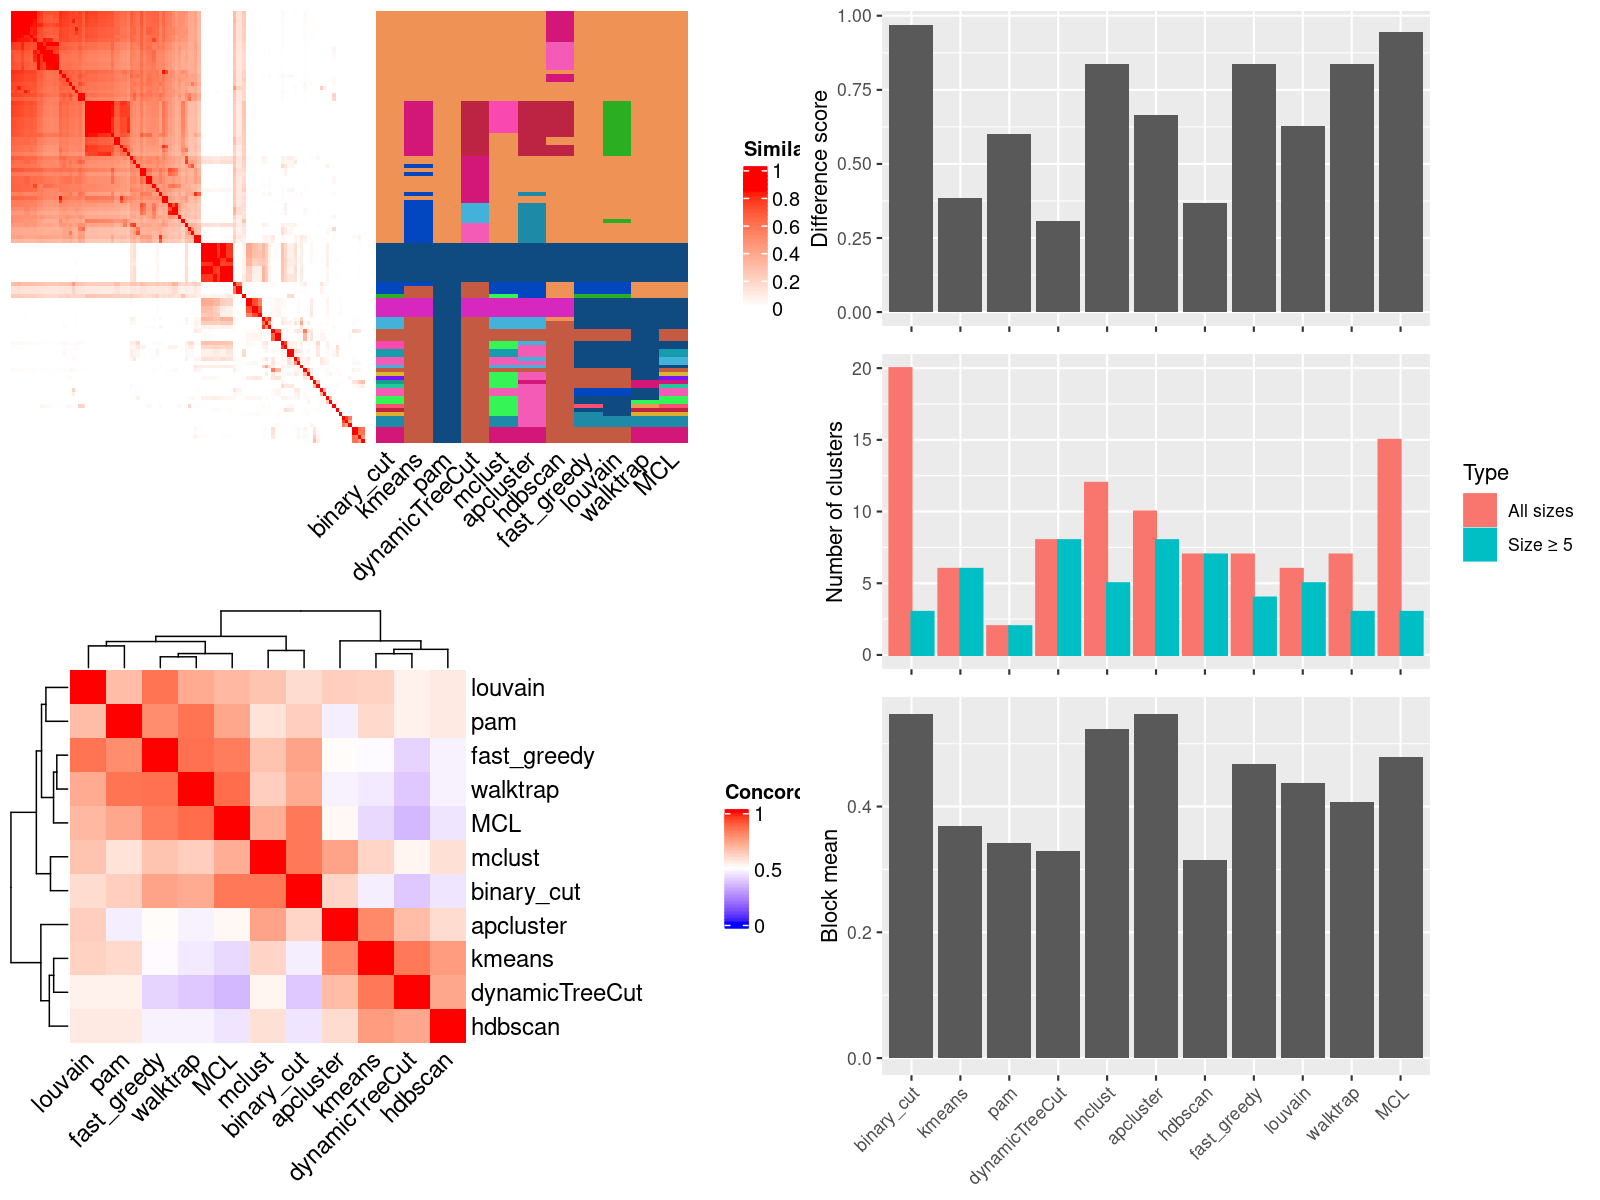 Simila
1
0.8
0.6
0.4
0.2
0
binary_cut
kmeans
pam
dynamicTreeCut
mclust
apcluster
hdbscan
fast_greedy
louvain
walktrap
MCL
louvain
pam
fast_greedy
walktrap
MCL
mclust
binary_cut
apcluster
kmeans
dynamicTreeCut
hdbscan
louvain
pam
fast_greedy
walktrap
MCL
mclust
binary_cut
apcluster
kmeans
dynamicTreeCut
hdbscan
Concord
1
0.5
0
Difference score
1.00
0.75
0.50
0.25
0.00
Number of clusters
20
15
10
5
0
Block mean
0.4
0.2
0.0
binary_cut
kmeans
pam
dynamicTreeCut
mclust
apcluster
hdbscan
fast_greedy
louvain
walktrap
MCL
Type
All sizes
Size ≥ 5